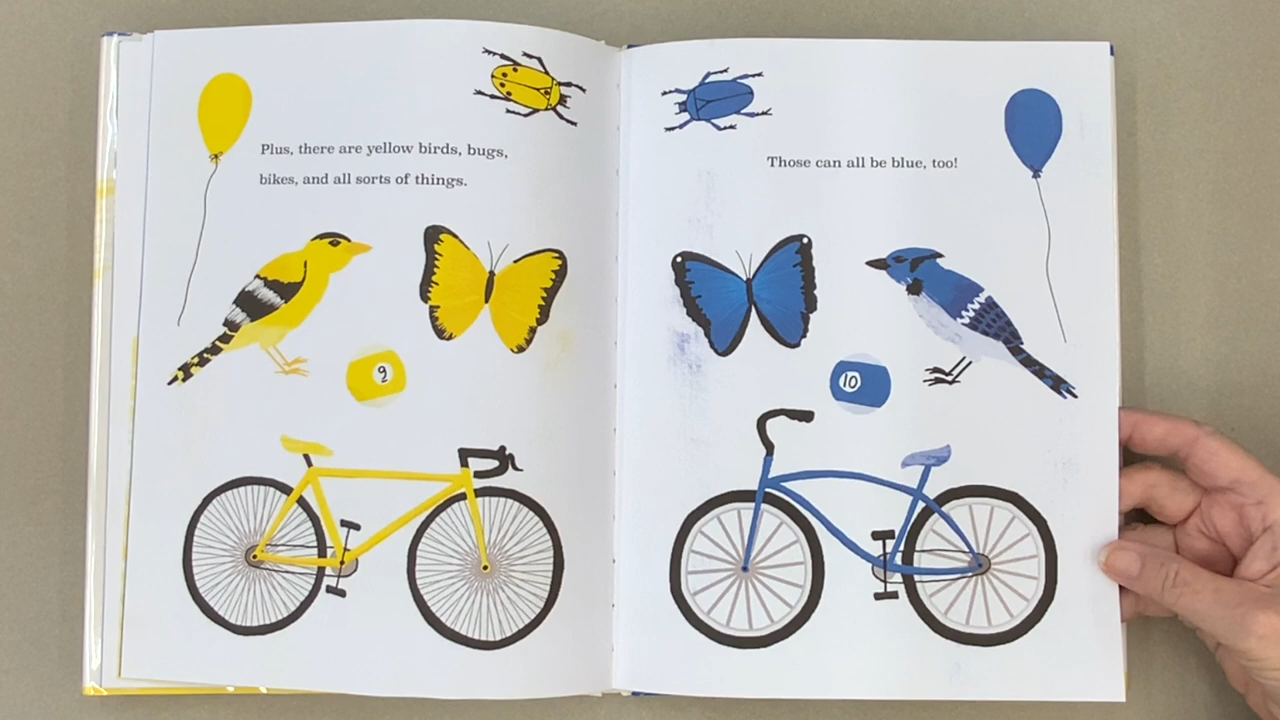 Plus, there are yellow birds, bugs,
bikes, and all sorts of things.
9
Those can all be blue, too!
10